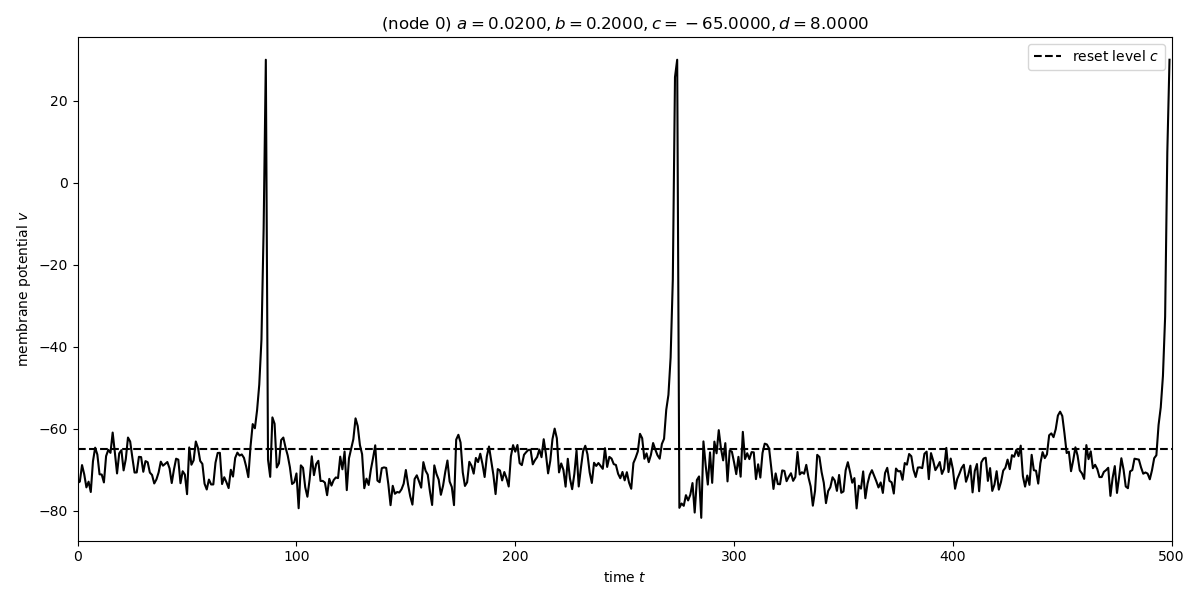 (node 0) a = 0.0200, b = 0.2000, c = −65.0000, d = 8.0000
reset level c
20
0
−20
−40
−60
−80
membrane potential v
0 100 200 300 400 500
time t